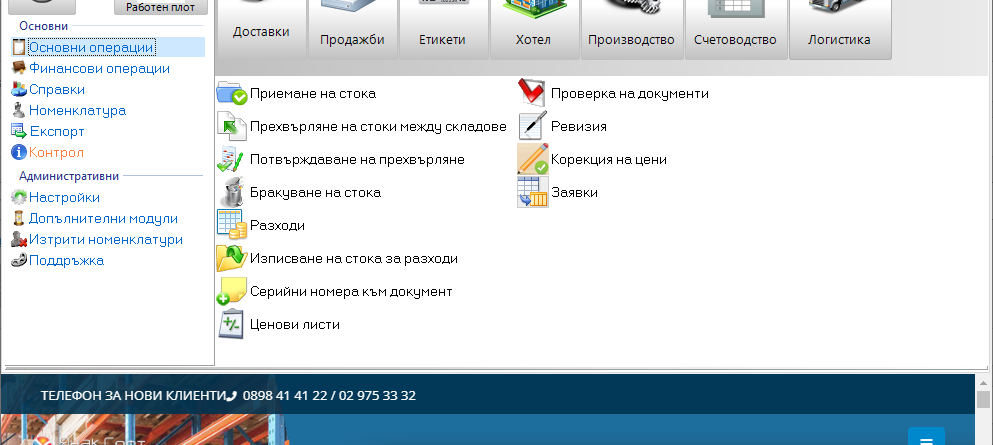 Работен плот
Доставки
Продажби
Етикети
Хотел
Производство
Счетоводство
Логистика
Основни
Основни операции
Финансови операции
Справки
Номенклатура
Експорт
Контрол
Административни
Настройки
Допълнителни модули
Изтрити номенклатури
Поддръжка
Приемане на стока
Прехвърляне на стоки между складове
Потвърждаване на прехвърляне
Бракуване на стока
Разходи
Изписване на стока за разходи
Серийни номера към документ
Ценови листи
Проверка на документи
Ревизия
Корекция на цени
Заявки
ТЕЛЕФОН ЗА НОВИ КЛИЕНТИ 0898 41 41 22 / 02 975 33 32